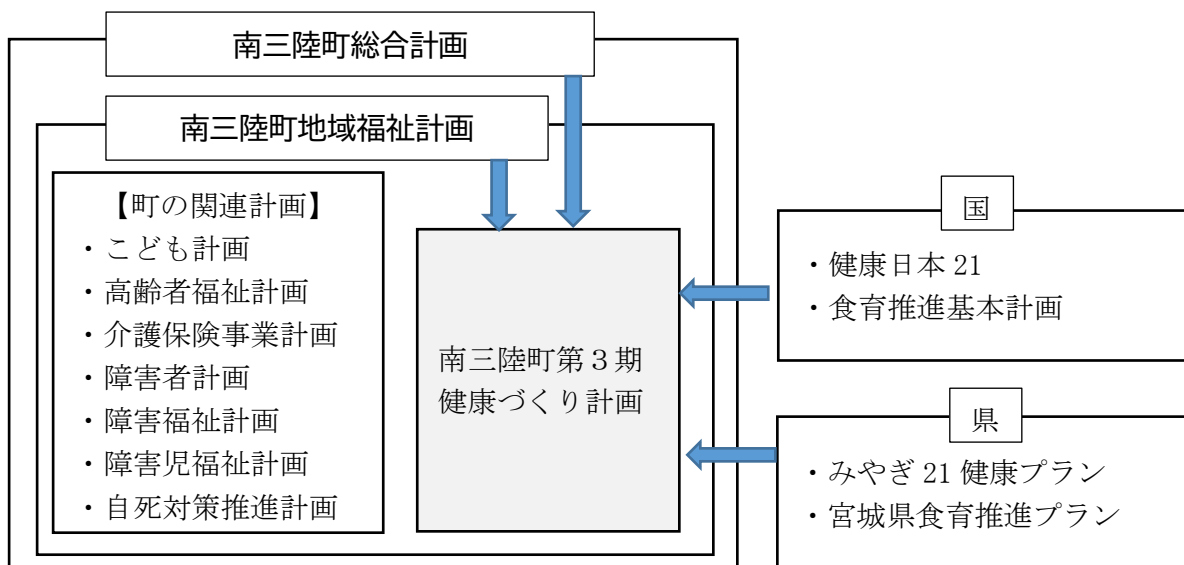 南三陸町総合計画
南三陸町地域福祉計画
【町の関連計画】
・こども計画
・高齢者福祉計画
・介護保険事業計画
・障害者計画
・障害福祉計画
・障害児福祉計画
・自死対策推進計画
南三陸町第３期
健康づくり計画
国
・健康日本 21
・食育推進基本計画
県
・みやぎ 21 健康プラン
・宮城県食育推進プラン